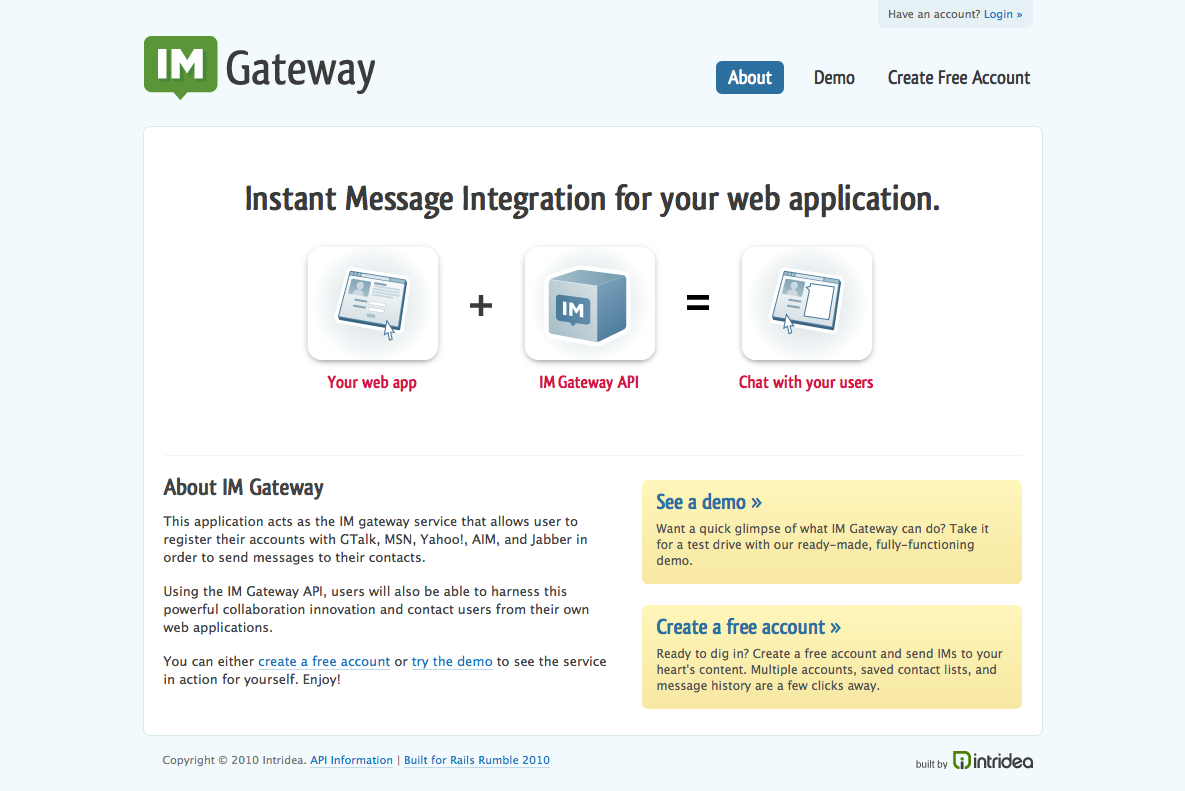 Have an account? Login »
IM Gateway
About
Demo
Create Free Account
Instant Message Integration for your web application.
+
IM
=
Your web app
IM Gateway API
Chat with your users
About IM Gateway
This application acts as the IM gateway service that allows user to
register their accounts with GTalk, MSN, Yahoo!, AIM, and Jabber in
order to send messages to their contacts.
Using the IM Gateway API, users will also be able to harness this
powerful collaboration innovation and contact users from their own
web applications.
You can either create a free account or try the demo to see the service
in action for yourself. Enjoy!
See a demo »
Want a quick glimpse of what IM Gateway can do? Take it
for a test drive with our ready-made, fully-functioning
demo.
Create a free account »
Ready to dig in? Create a free account and send IMs to your
heart's content. Multiple accounts, saved contact lists, and
message history are a few clicks away.
Copyright © 2010 Intridea. API Information | Built for Rails Rumble 2010
built by intridea